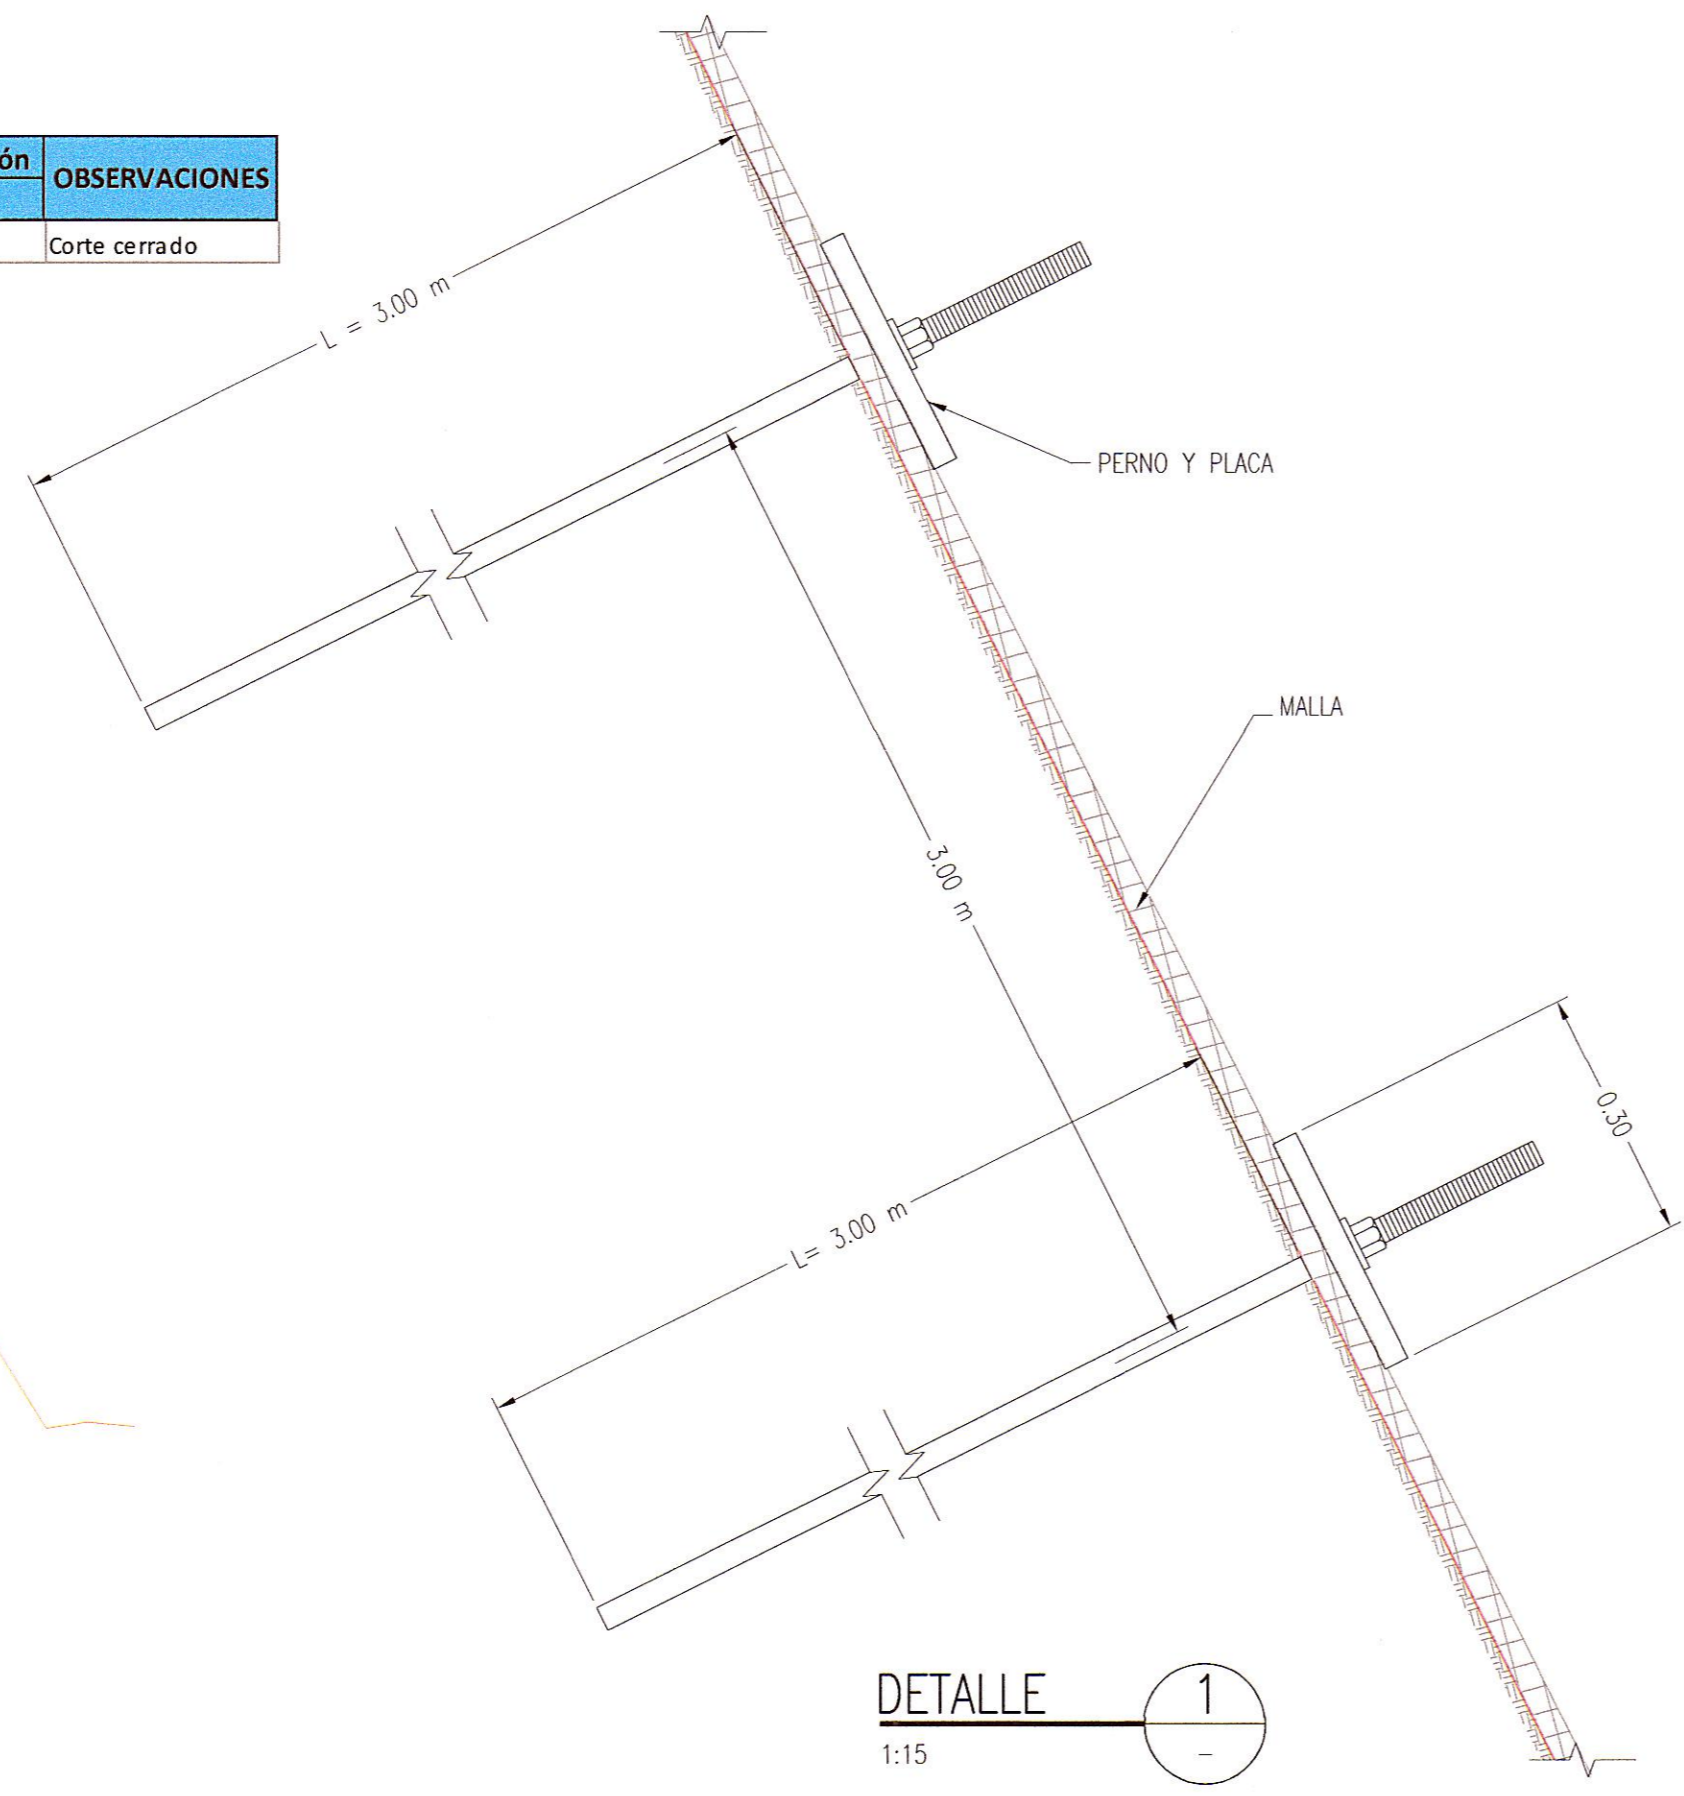 ón
OBSERVACIONES
Corte cerrado
L = 3.00 m
PERNO Y PLACA
MALLA
3.00 m
0.30
L= 3.00 m
DETALLE
1
1:15
-